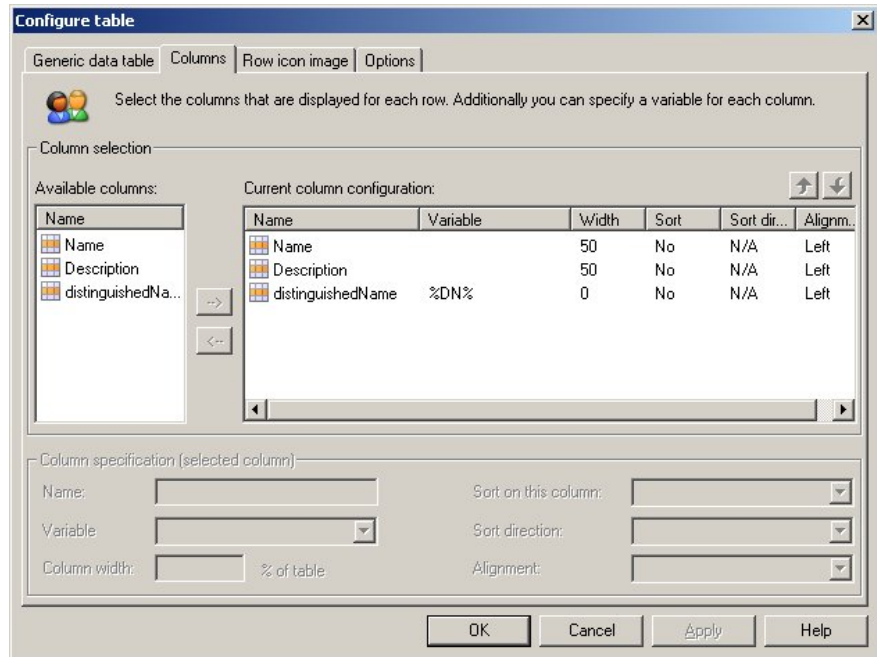 Configure table
Generic data table Columns Row icon image Options
Select the columns that are displayed for each row. Additionally you can specify a variable for each column.
Column selection
Available columns:
Name
Name
Description
distinguishedNa...
-->
<--
Current column configuration:
Name Variable Width Sort Sort dir... Alignm...
Name 50 No N/A Left
Description 50 No N/A Left
distinguishedName %DN% 0 No N/A Left
Column specification (selected column)
Name: Sort on this column:
Variable Sort direction:
Column width: % of table Alignment:
OK Cancel Apply Help